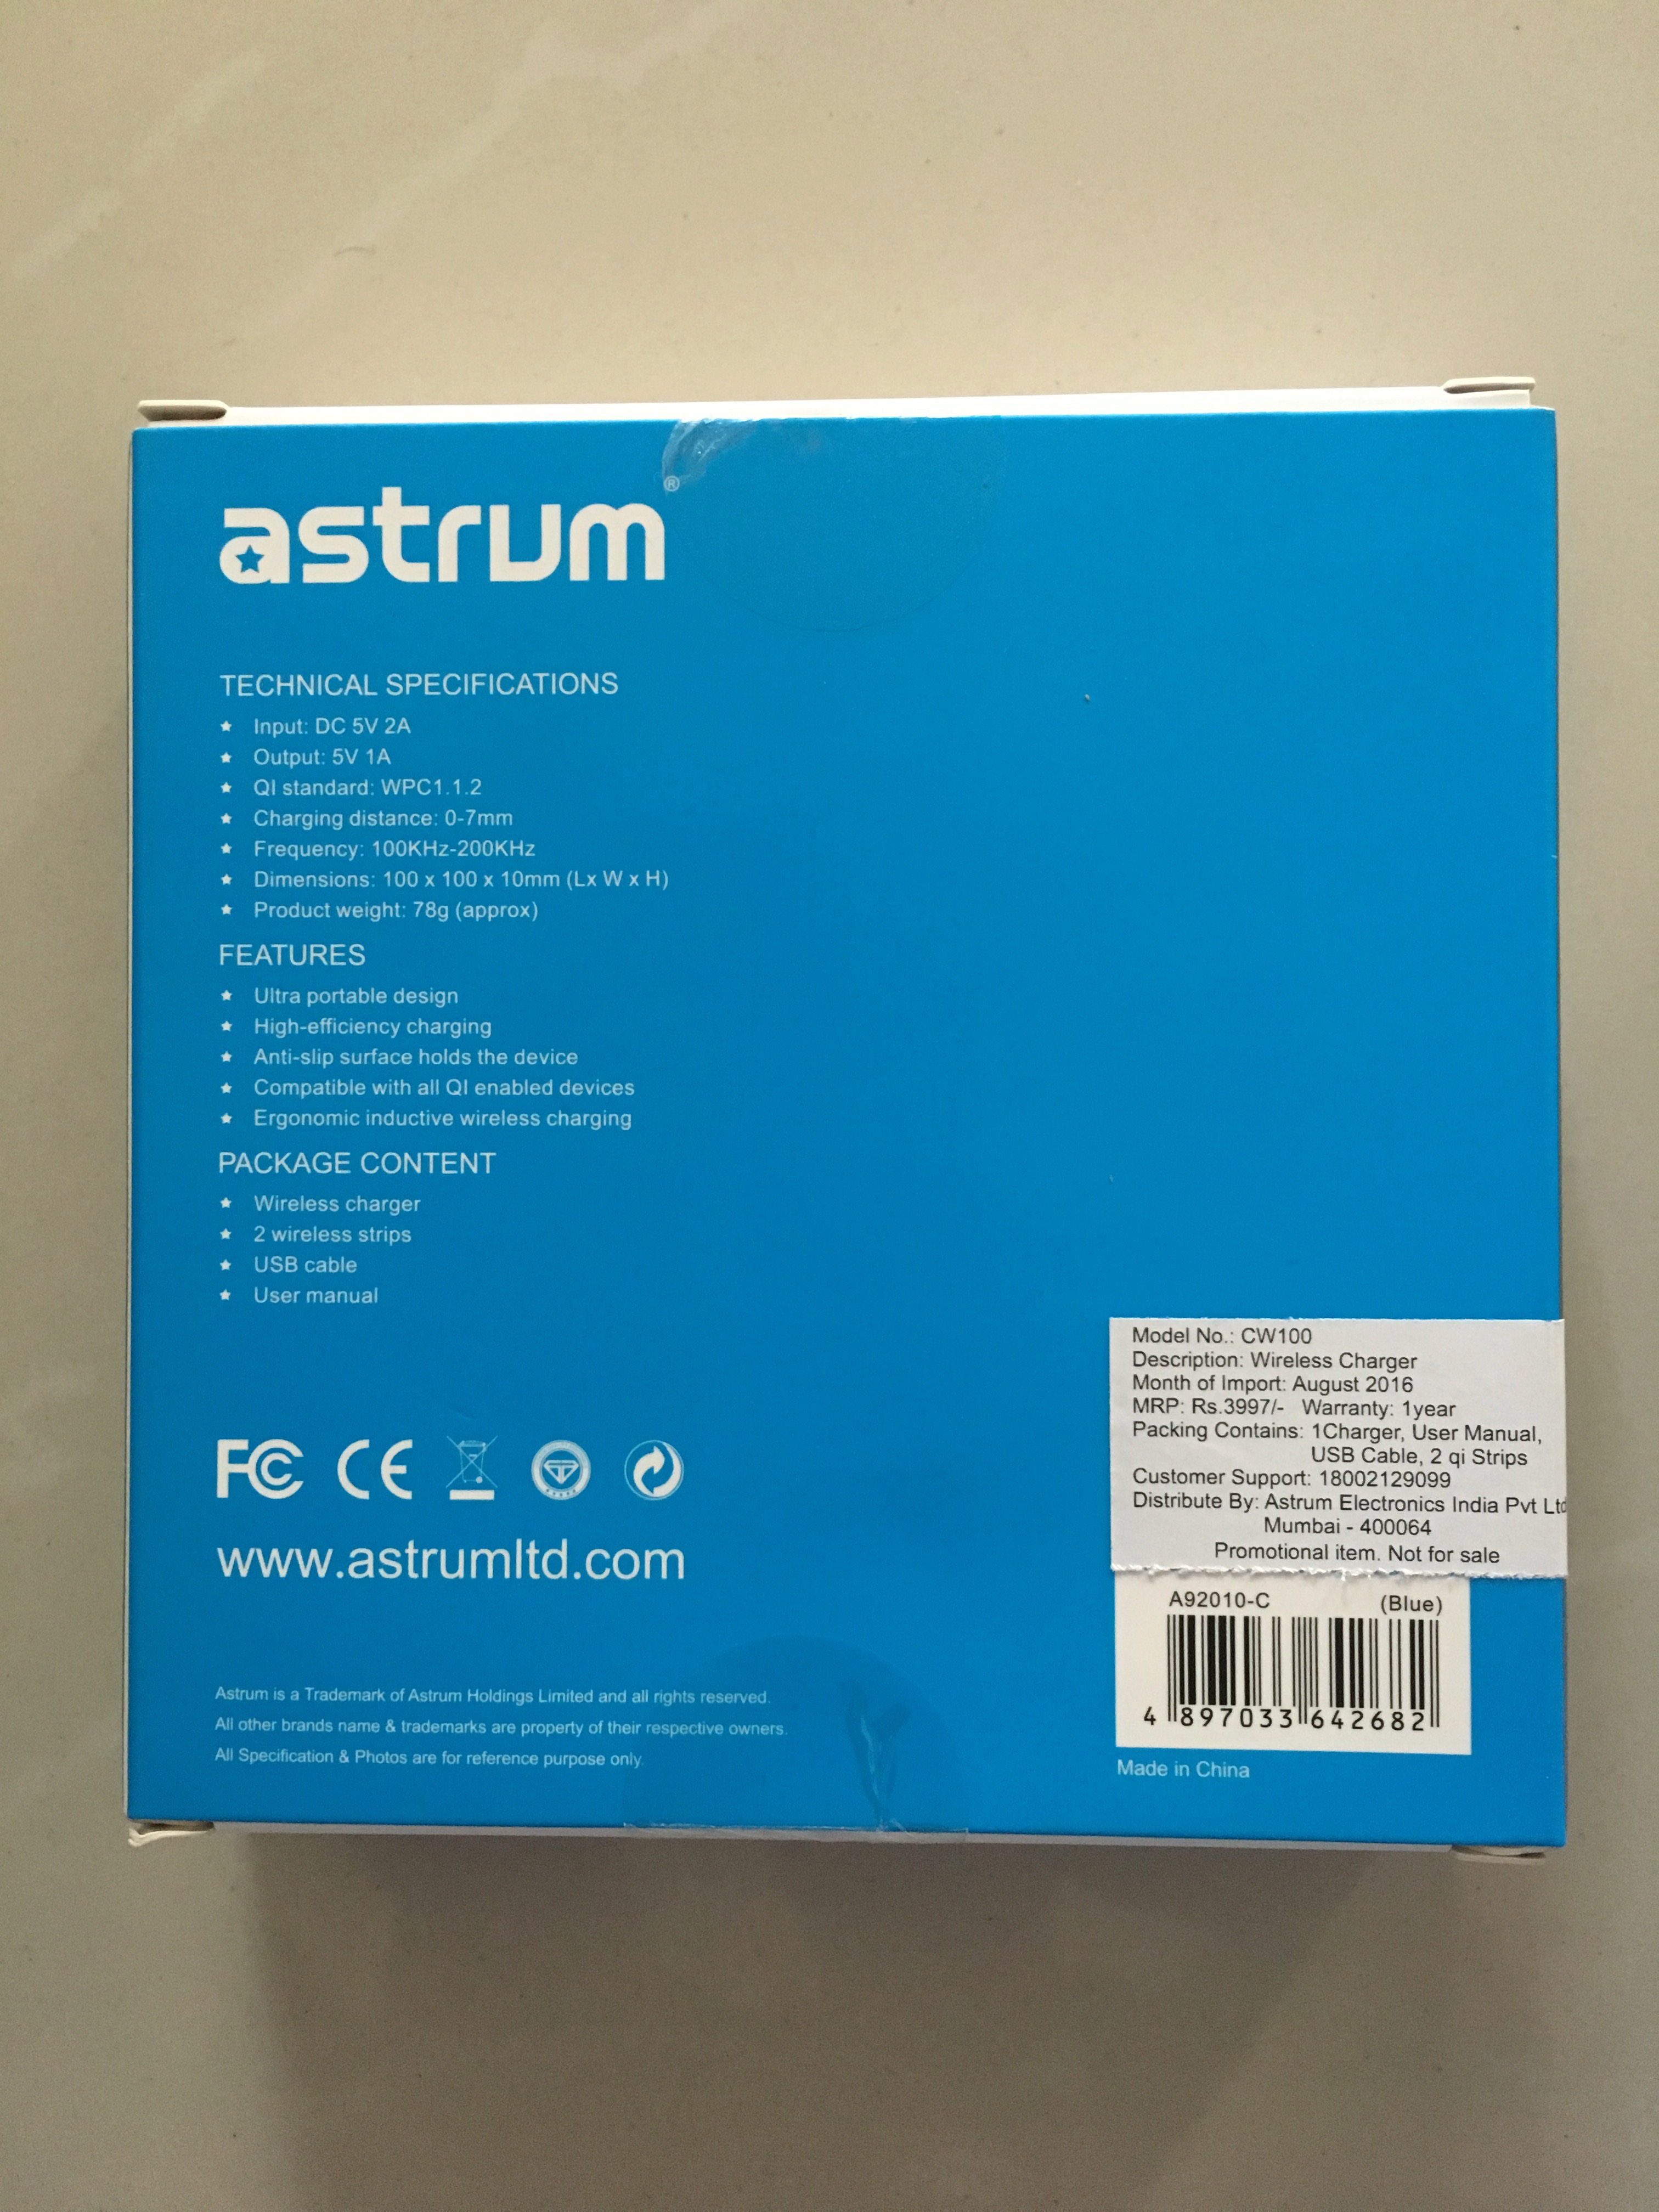 astrum®
TECHNICAL SPECIFICATIONS
Input: DC 5V 2A
Output: 5V 1A
QI standard: WPC1.1.2
Charging distance: 0-7mm
Frequency: 100KHz-200KHz
Dimensions: 100 x 100 x 10mm (Lx W x H)
Product weight: 78g (approx)
FEATURES
Ultra portable design
High-efficiency charging
Anti-slip surface holds the device
Compatible with all QI enabled devices
Ergonomic inductive wireless charging
PACKAGE CONTENT
Wireless charger
2 wireless strips
USB cable
User manual
FC CE
www.astrumltd.com
Astrum is a Trademark of Astrum Holdings Limited and all rights reserved.
All other brands name & trademarks are property of their respective owners.
All Specification & Photos are for reference purpose only.
Model No.: CW100
Description: Wireless Charger
Month of Import: August 2016
MRP: Rs.3997/- Warranty: 1year
Packing Contains: 1Charger, User Manual,
USB Cable, 2 qi Strips
Customer Support: 18002129099
Distribute By: Astrum Electronics India Pvt Ltd
Mumbai - 400064
Promotional item. Not for sale
A92010-C (Blue)
4 897033 642682
Made in China